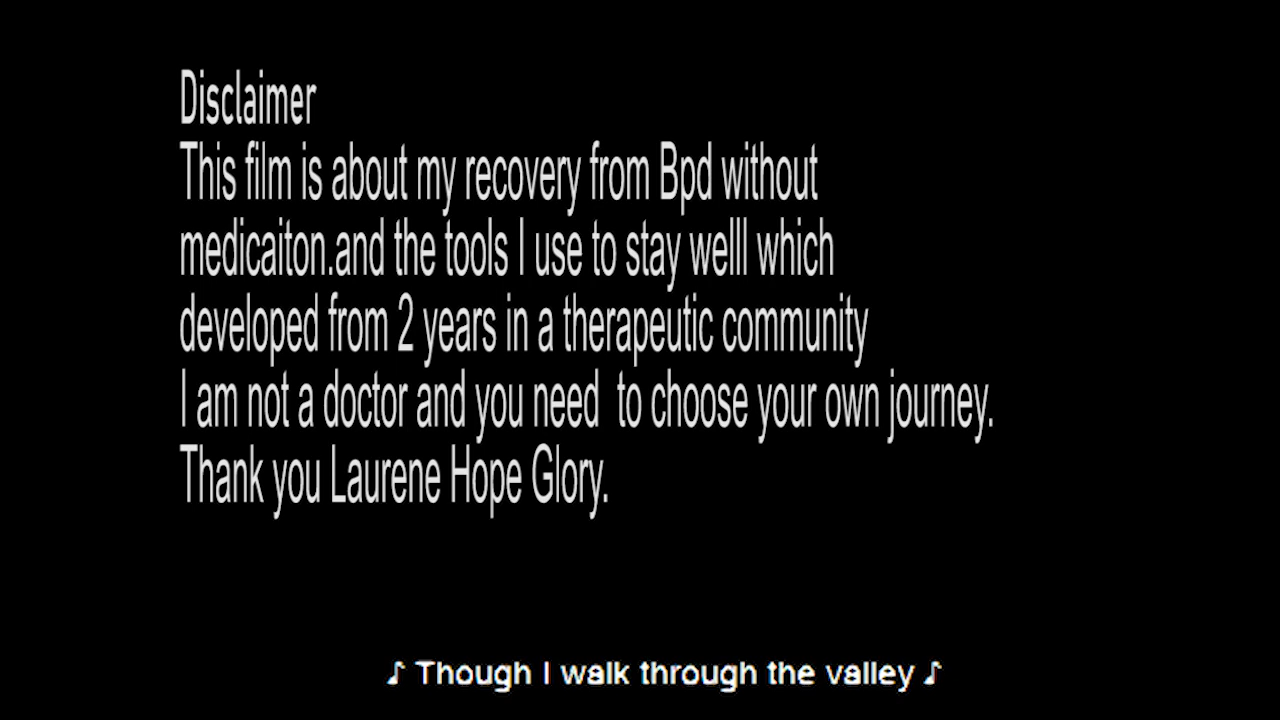 Disclaimer
This film is about my recovery from Bpd without
medicaiton.and the tools I use to stay welll which
developed from 2 years in a therapeutic community
I am not a doctor and you need  to choose your own journey.
Thank you Laurene Hope Glory.
♪ Though I walk through the valley ♪